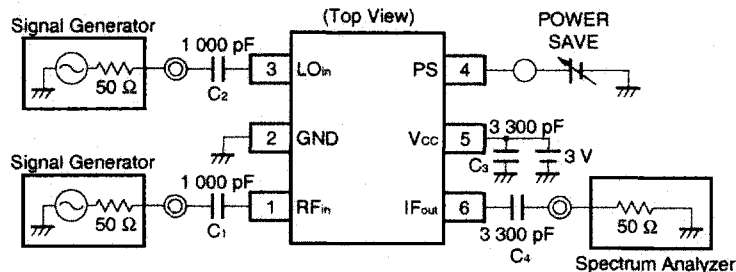 (Top View)
Signal Generator
50 Ω
1 000 pF
C2
3 LOin
PS 4
POWER
SAVE
2 GND
VCC 5
3 300 pF
C3
3 V
Signal Generator
50 Ω
1 000 pF
C1
1 RFin
IFout 6
3 300 pF
C4
50 Ω
Spectrum Analyzer